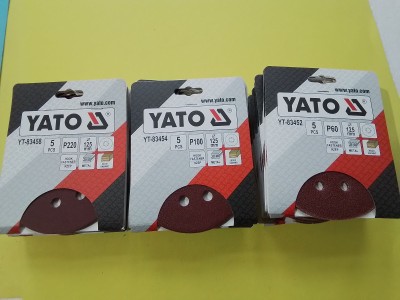 www.yato.com
YATO
YT-83458
5 PCS
P220
Ø 125 mm
www.yato.com
YATO
YT-83454
5 PCS
P100
Ø 125 mm
www.yato.com
YATO
YT-83452
5 PCS
P60
Ø 125 mm